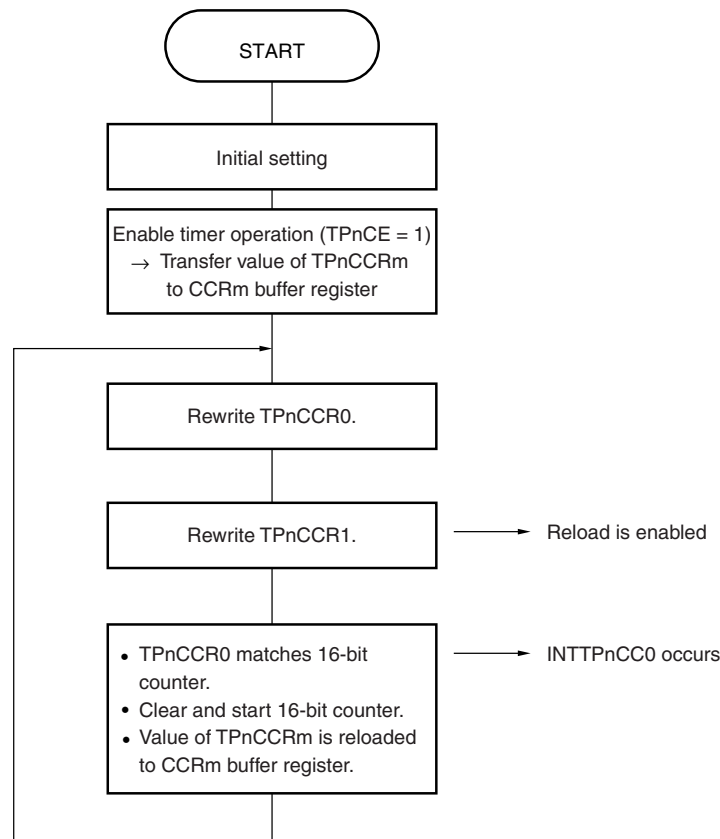 START
Initial setting
Enable timer operation (TPnCE = 1)
→ Transfer value of TPnCCRm
to CCRm buffer register
Rewrite TPnCCR0.
Rewrite TPnCCR1.
Reload is enabled
• TPnCCR0 matches 16-bit
counter.
• Clear and start 16-bit counter.
• Value of TPnCCRm is reloaded
to CCRm buffer register.
INTTPnCC0 occurs